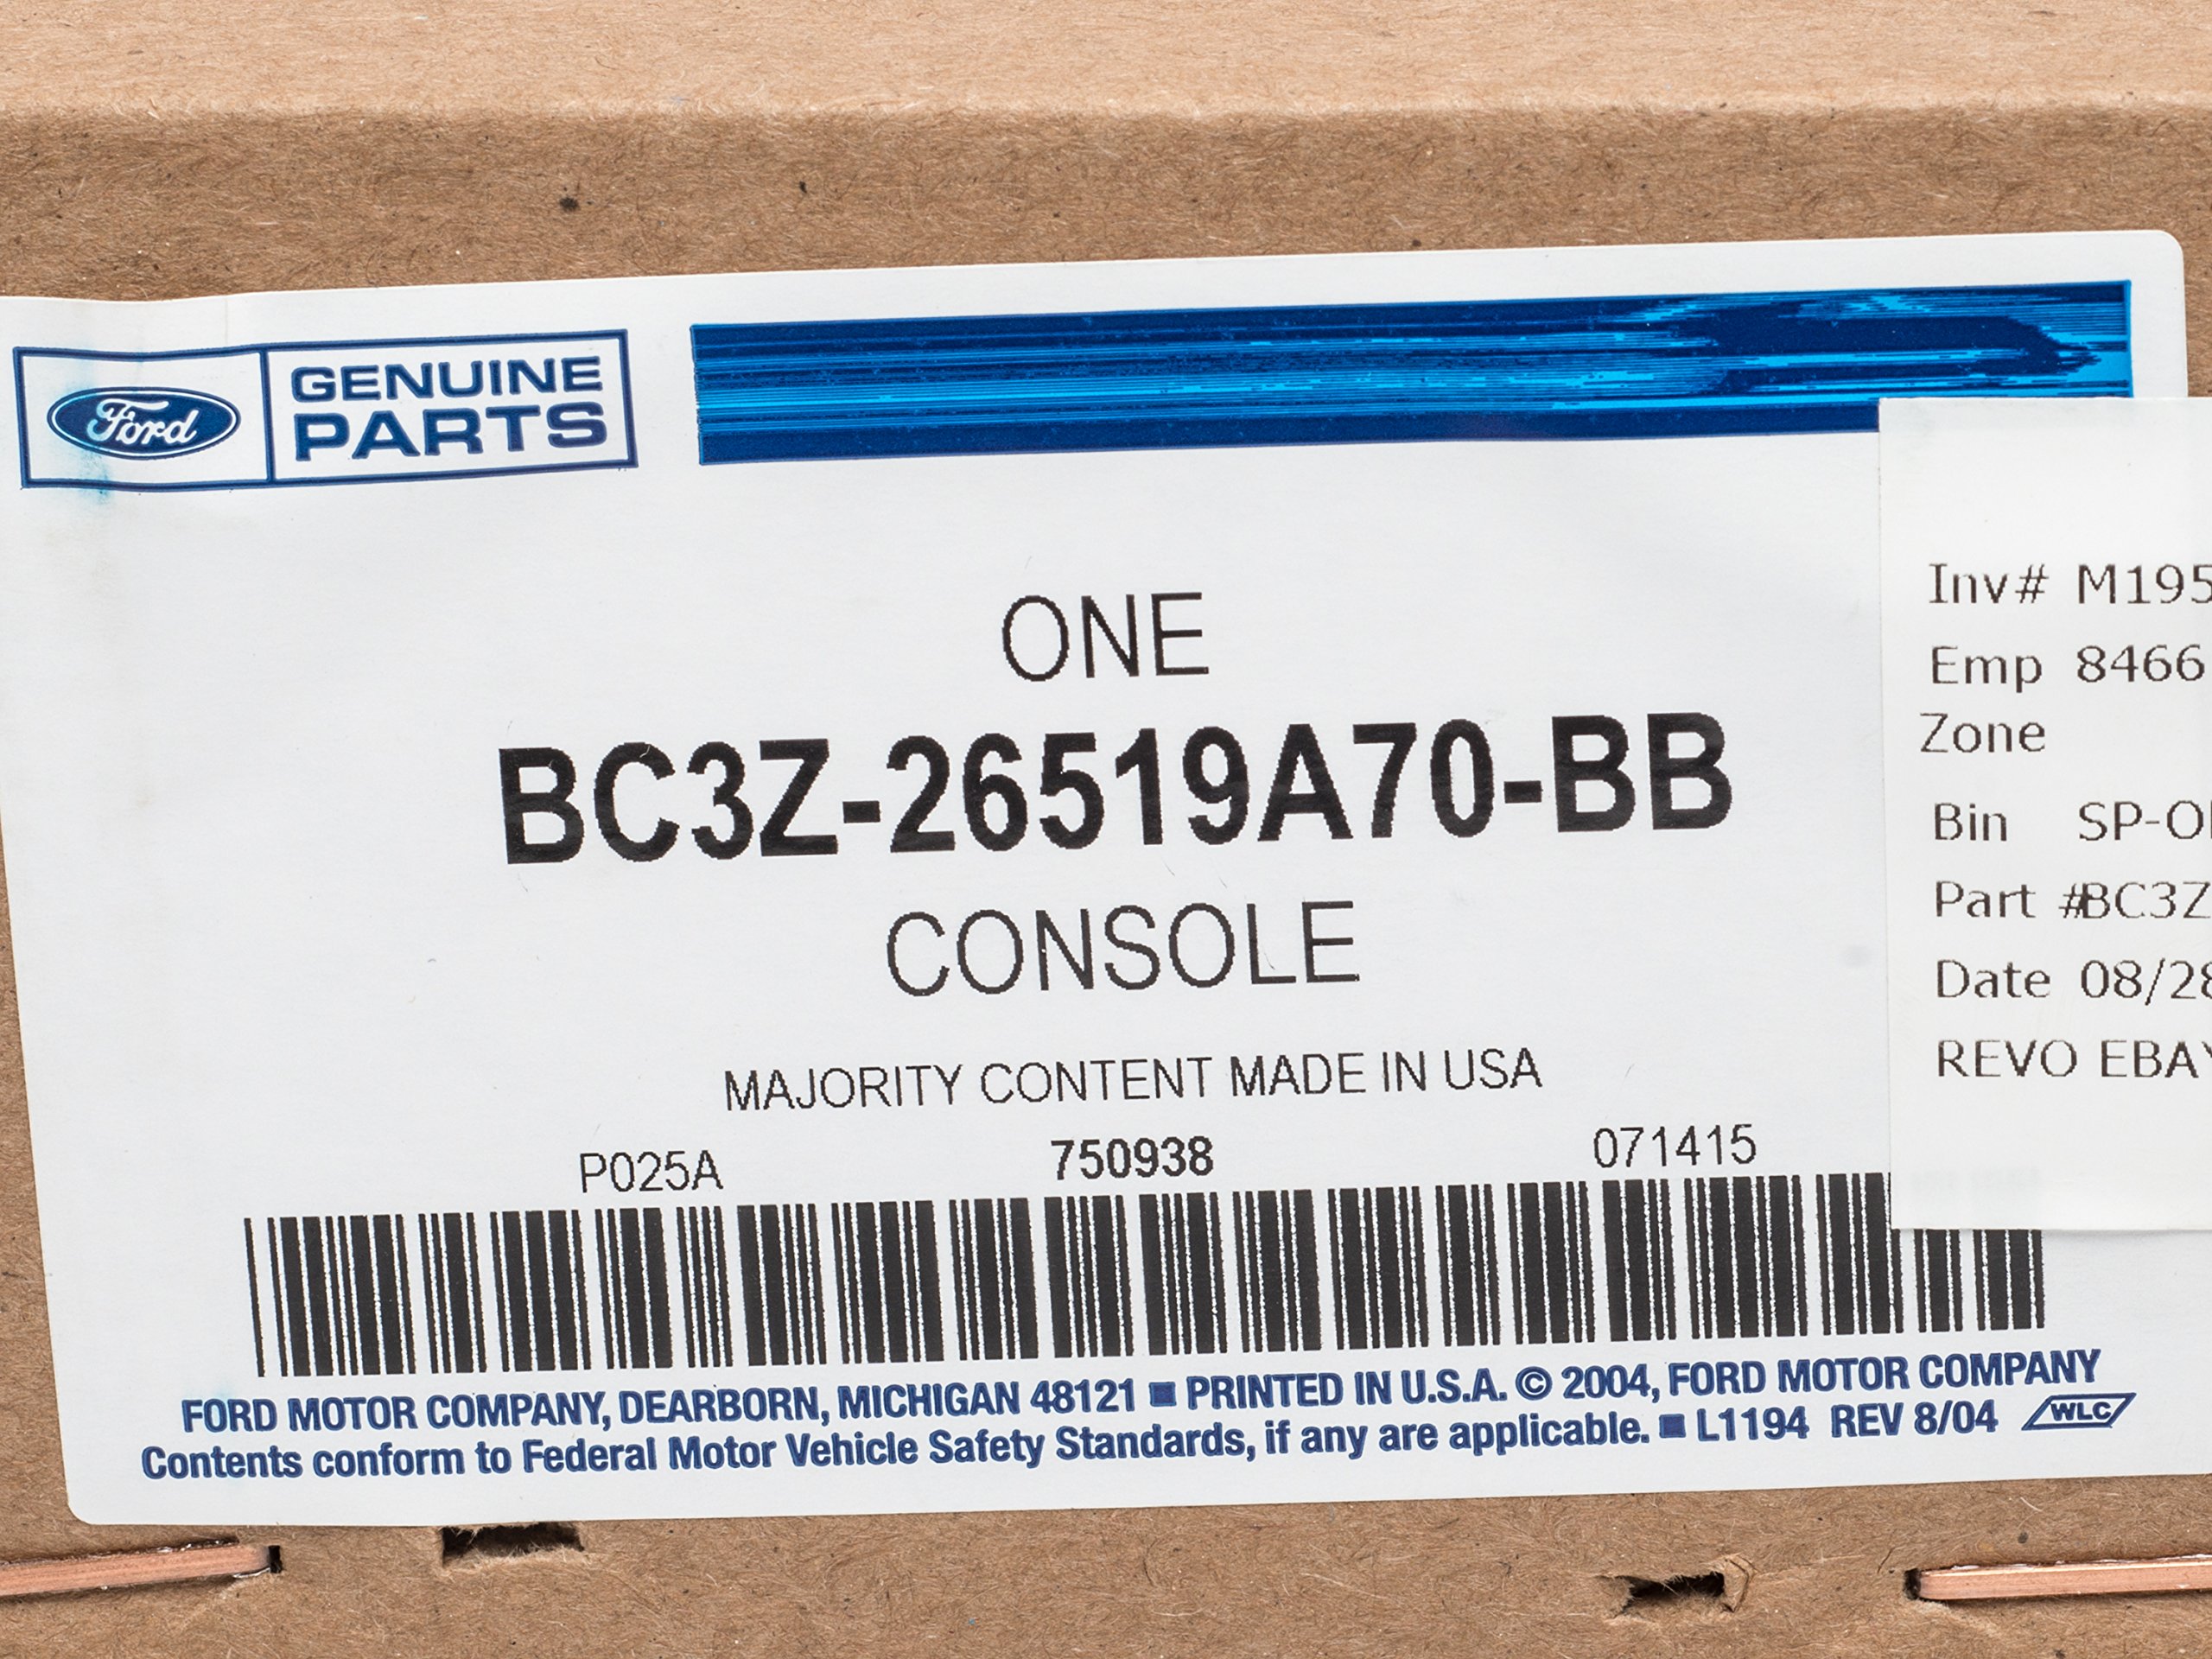 Ford GENUINE
PARTS
ONE
BC3Z-26519A70-BB
CONSOLE
MAJORITY CONTENT MADE IN USA
P025A 750938 071415
FORD MOTOR COMPANY, DEARBORN, MICHIGAN 48121 ■ PRINTED IN U.S.A. © 2004, FORD MOTOR COMPANY
Contents conform to Federal Motor Vehicle Safety Standards, if any are applicable. ■ L1194 REV 8/04 WLC
Inv# M195
Emp 8466
Zone
Bin SP-O
Part #BC3Z
Date 08/28
REVO EBAY